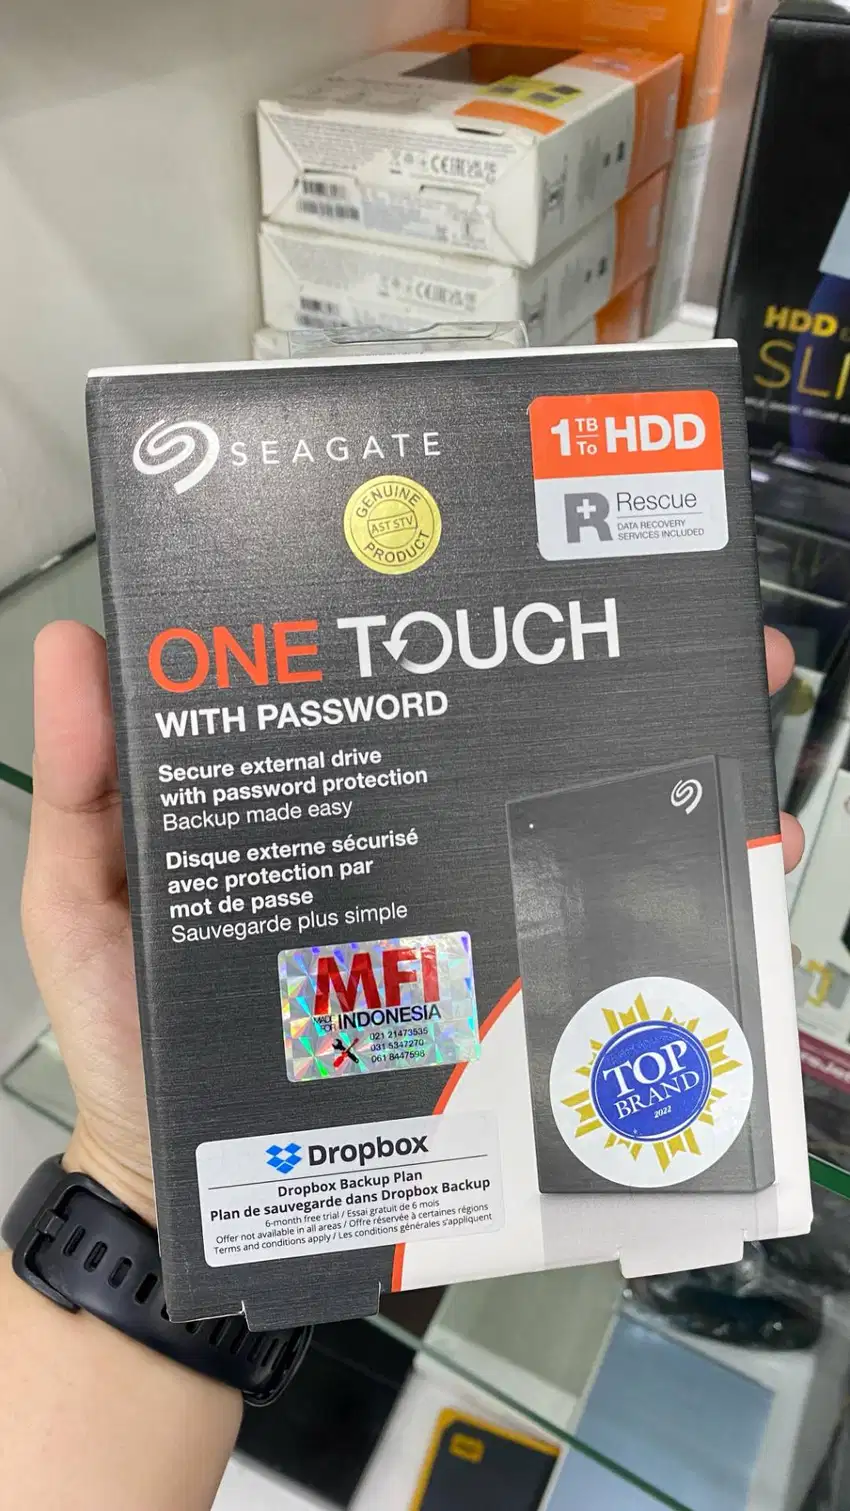 HDD
SEAGATE
1 TB To HDD
Rescue
DATA RECOVERY
SERVICES INCLUDED
GENUINE
AST STV
PRODUCT
ONE TOUCH
WITH PASSWORD
Secure external drive
with password protection
Backup made easy
Disque externe sécurisé
avec protection par
mot de passe
Sauvegarde plus simple
MFI
MADE FOR INDONESIA
021 21473535
031 5347270
061 8447598
TOP
BRAND
2022
Dropbox
Dropbox Backup Plan
Plan de sauvegarde dans Dropbox Backup
6-month free trial / Essai gratuit de 6 mois
Offer not available in all areas / Offre réservée à certaines régions
Terms and conditions apply / Les conditions générales s'appliquent